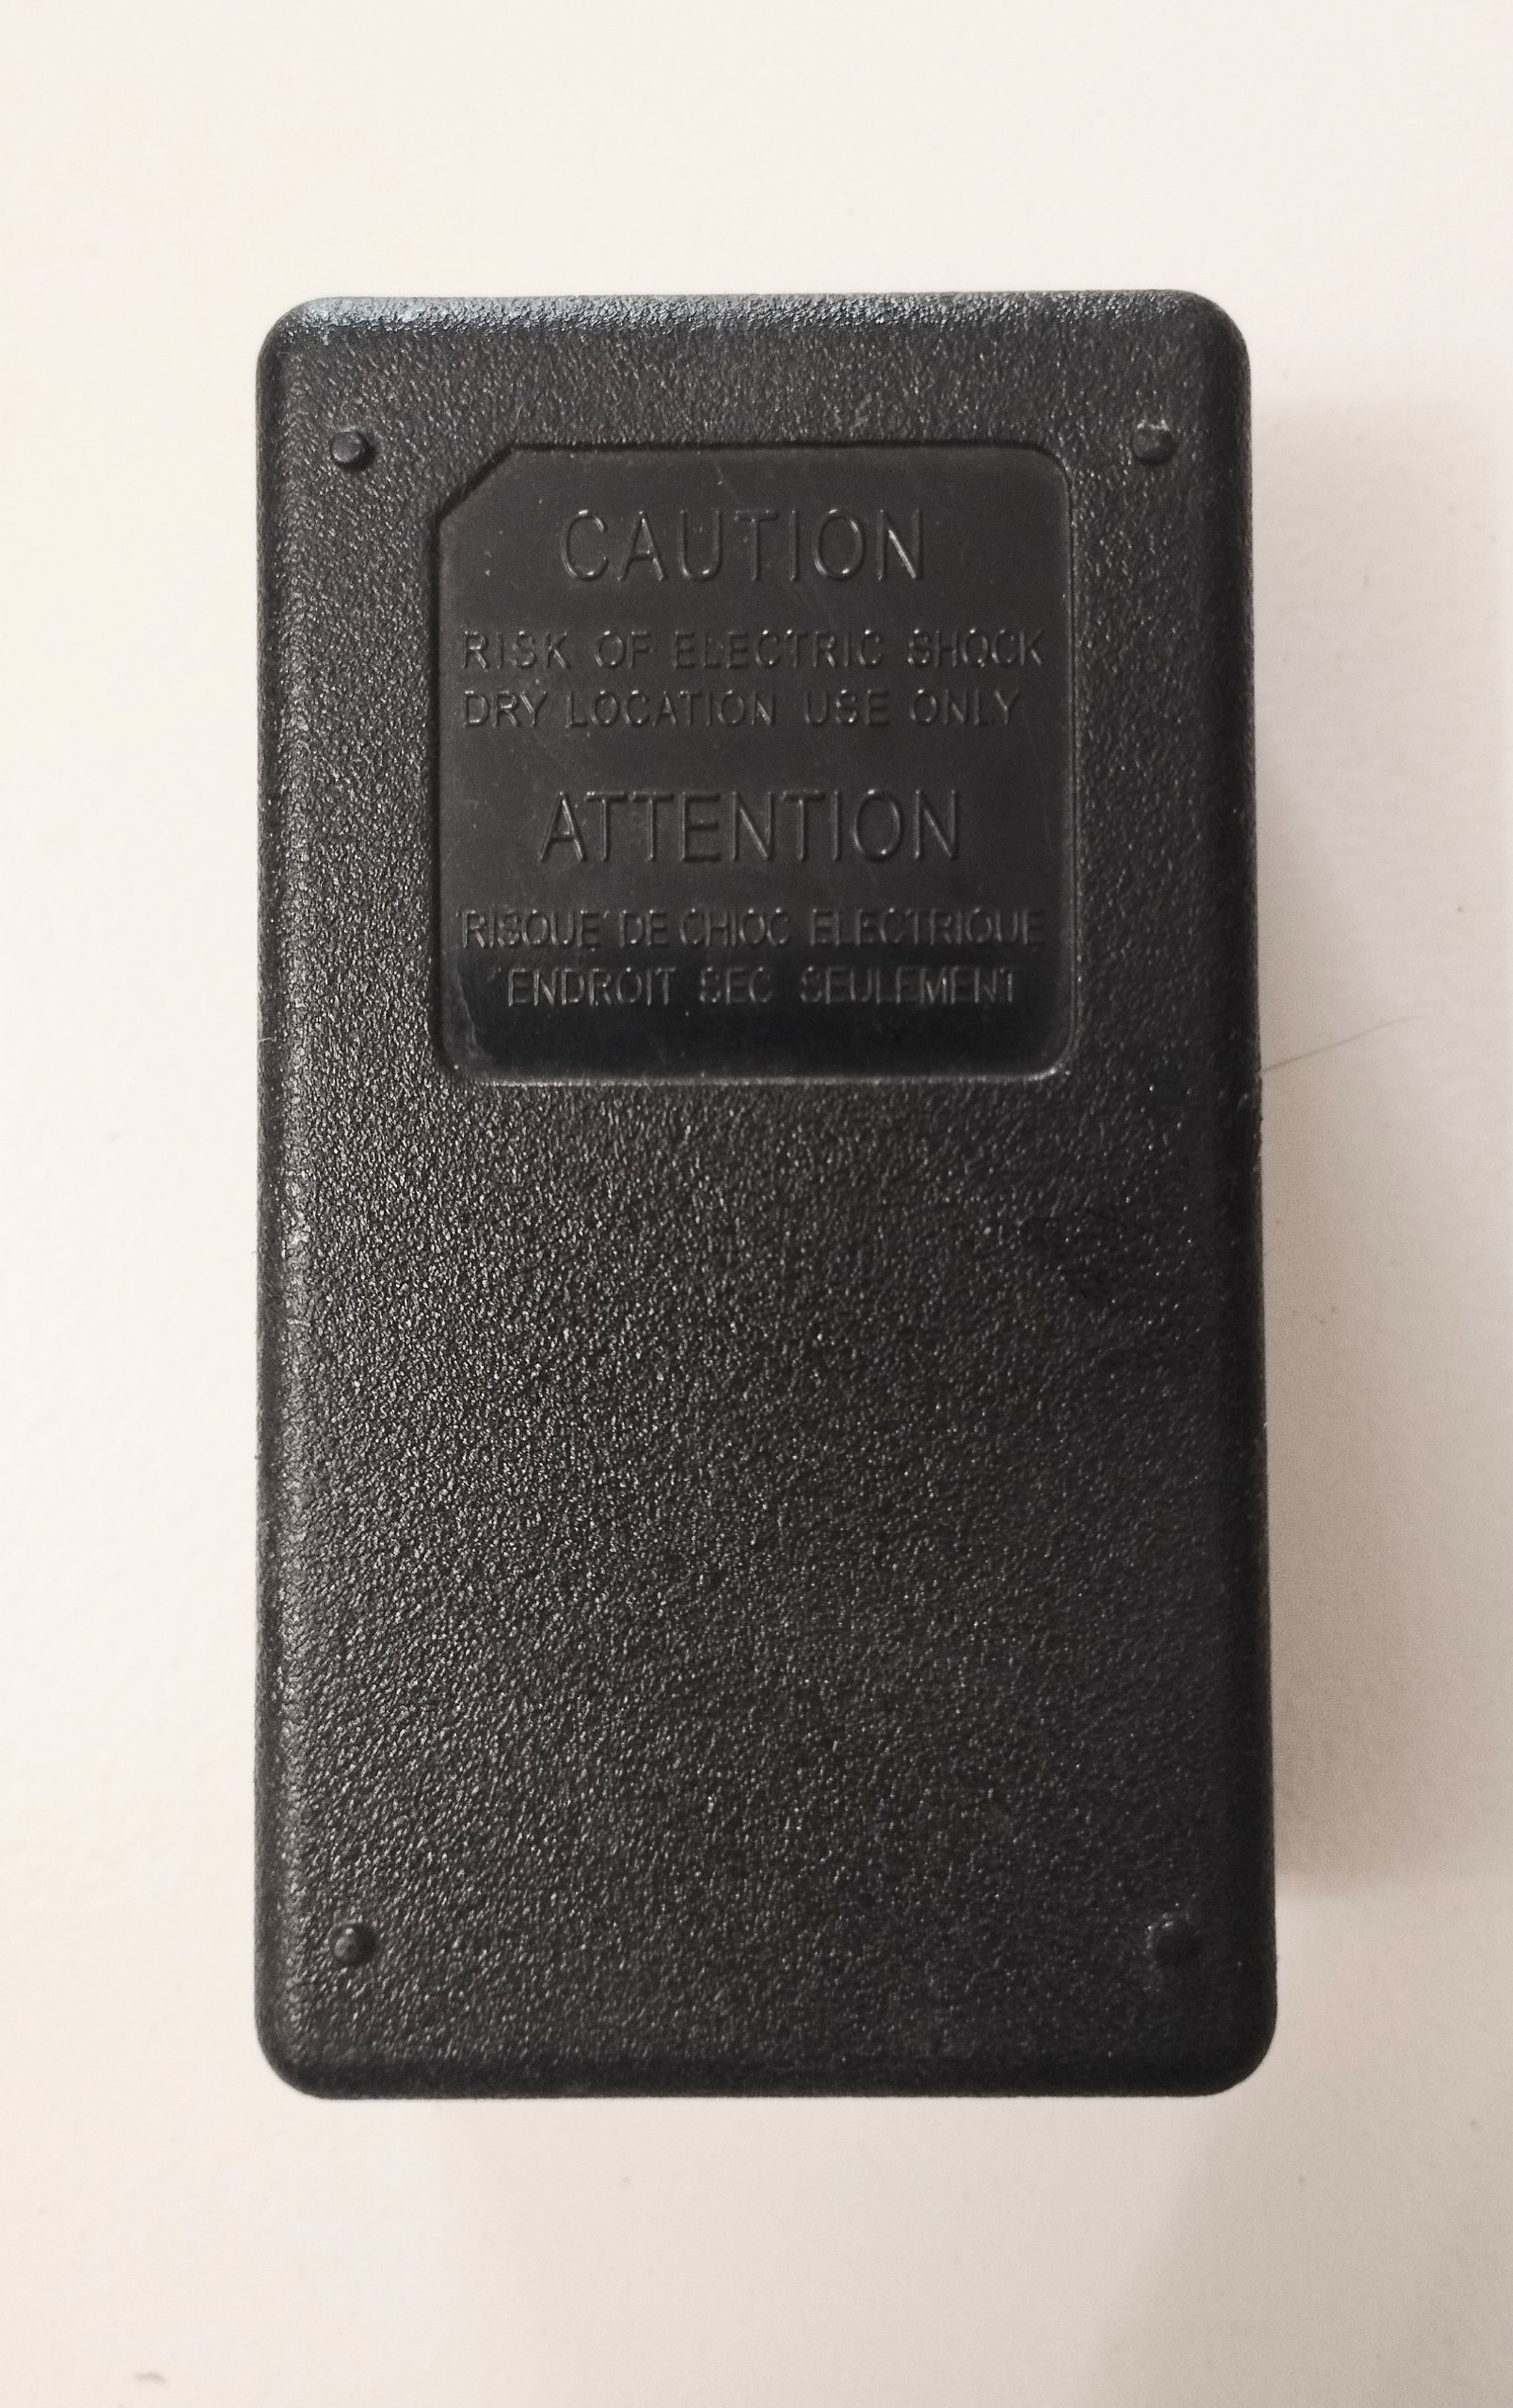 CAUTION
RISK OF ELECTRIC SHOCK
DRY LOCATION USE ONLY
ATTENTION
RISQUE DE CHIOC ELECTRIQUE
ENDROIT SEC SEULEMENT